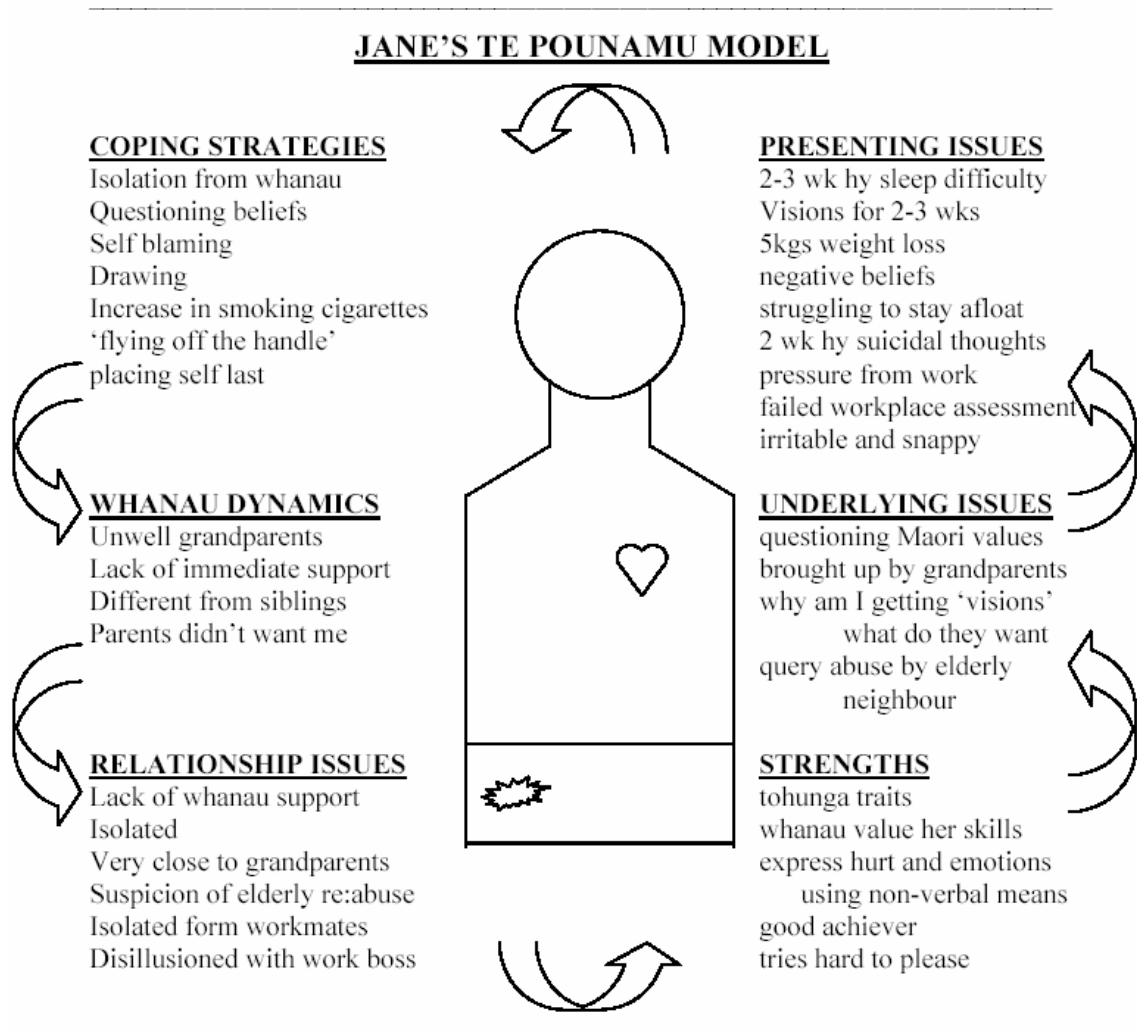 JANE'S TE POUNAMU MODEL
COPING STRATEGIES
Isolation from whanau
Questioning beliefs
Self blaming
Drawing
Increase in smoking cigarettes
'flying off the handle'
placing self last
WHANAU DYNAMICS
Unwell grandparents
Lack of immediate support
Different from siblings
Parents didn't want me
RELATIONSHIP ISSUES
Lack of whanau support
Isolated
Very close to grandparents
Suspicion of elderly re:abuse
Isolated form workmates
Disillusioned with work boss
PRESENTING ISSUES
2-3 wk hy sleep difficulty
Visions for 2-3 wks
5kgs weight loss
negative beliefs
struggling to stay afloat
2 wk hy suicidal thoughts
pressure from work
failed workplace assessment
irritable and snappy
UNDERLYING ISSUES
questioning Maori values
brought up by grandparents
why am I getting 'visions'
what do they want
query abuse by elderly
neighbour
STRENGTHS
tohunga traits
whanau value her skills
express hurt and emotions
using non-verbal means
good achiever
tries hard to please